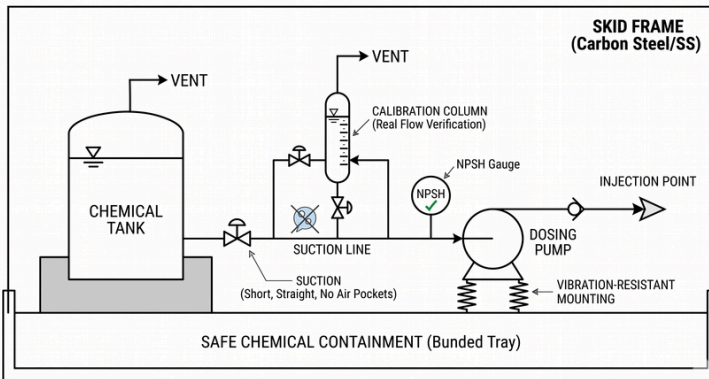 SKID FRAME
(Carbon Steel/SS)
VENT
VENT
CALIBRATION COLUMN
(Real Flow Verification)
NPSH Gauge
NPSH
INJECTION POINT
CHEMICAL
TANK
DOSING
PUMP
SUCTION LINE
SUCTION
(Short, Straight, No Air Pockets)
VIBRATION-RESISTANT
MOUNTING
SAFE CHEMICAL CONTAINMENT (Bunded Tray)